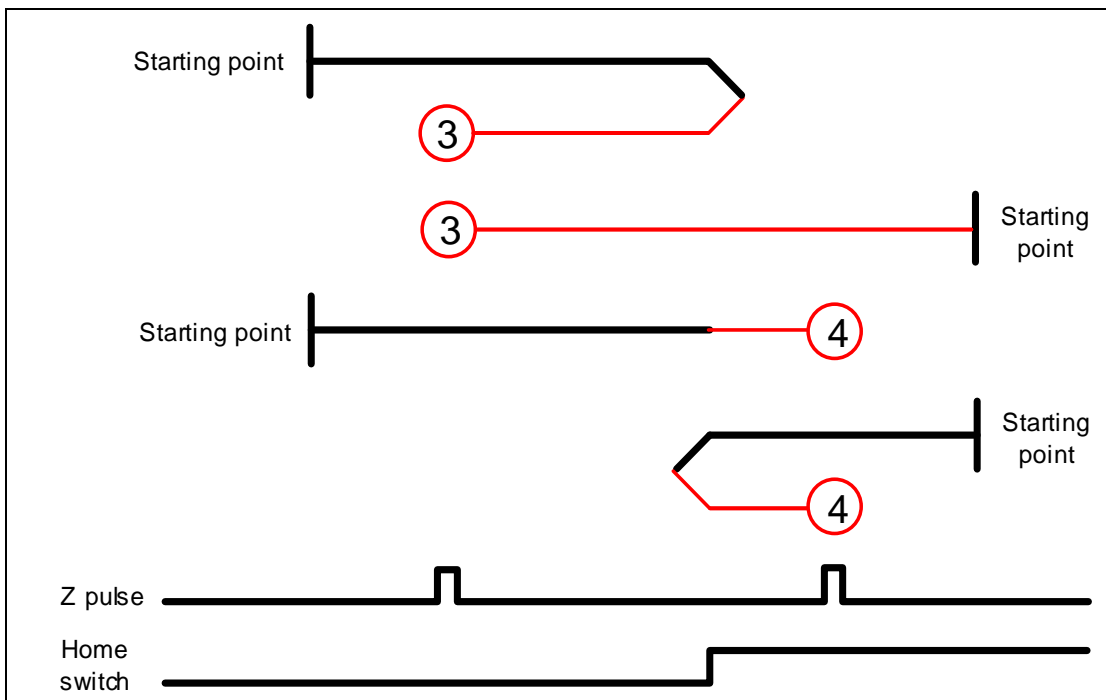 Starting point
3
3
Starting
point
Starting point
4
Starting
point
4
Z pulse
Home
switch